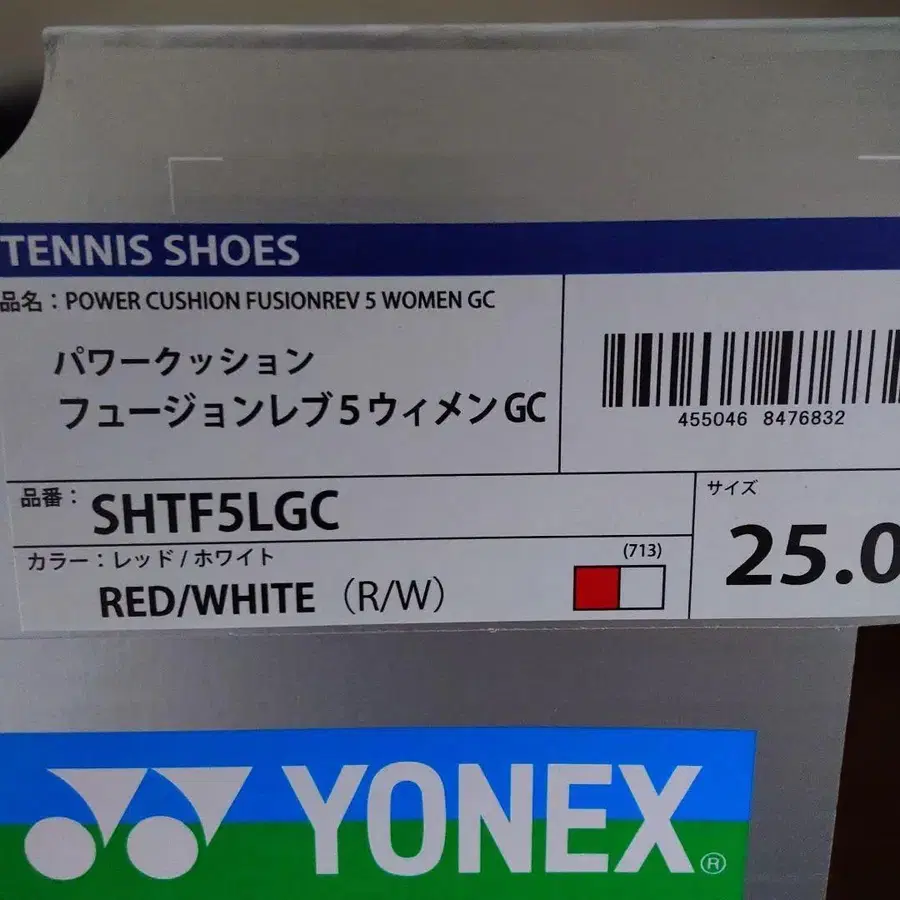 TENNIS SHOES
品名：POWER CUSHION FUSIONREV 5 WOMEN GC
パワークッション
フュージョンレブ5ウィメンGC
455046 8476832
品番：SHTF5LGC
サイズ
25.0
カラー：レッド/ホワイト
(713)
RED/WHITE（R/W）
YONEX®